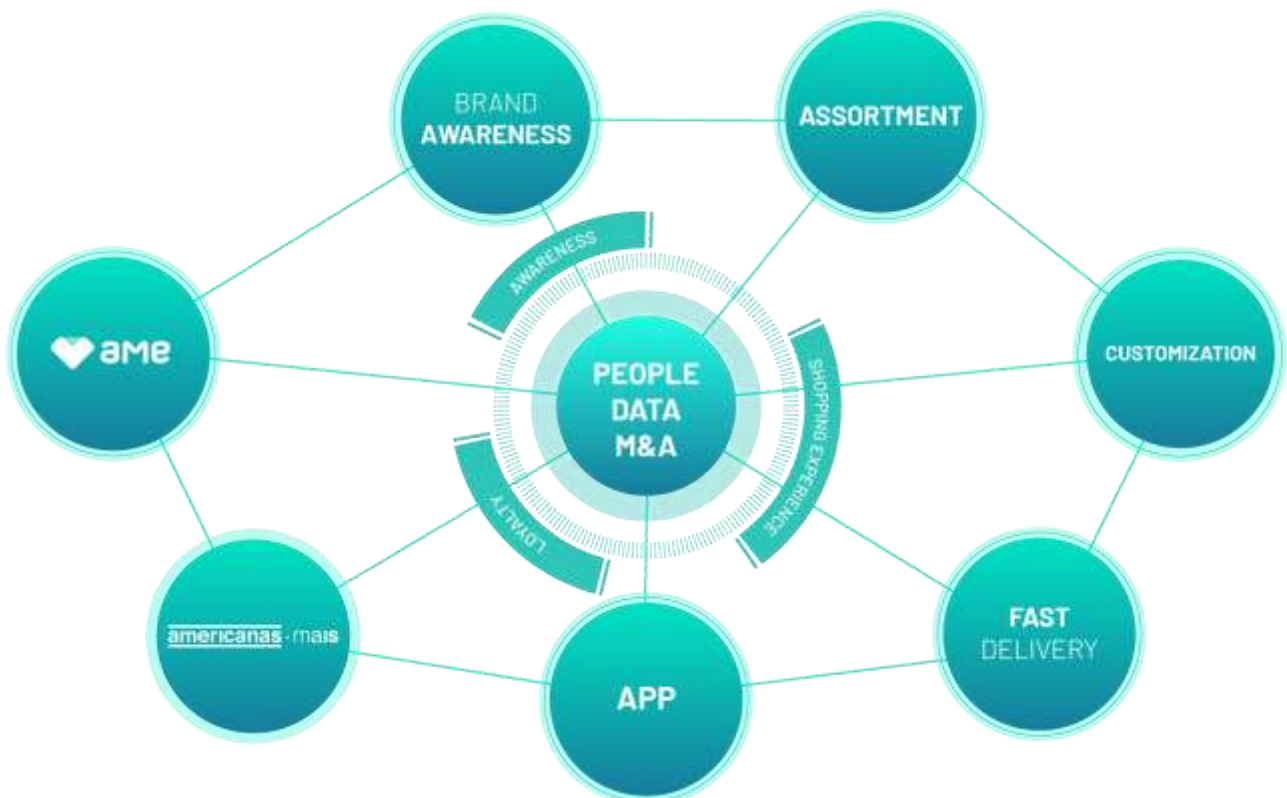 BRAND
AWARENESS
ASSORTMENT
AWARENESS
ame
PEOPLE
DATA
M&A
SHOPPING EXPERIENCE
CUSTOMIZATION
LOYALTY
americanas mais
APP
FAST
DELIVERY